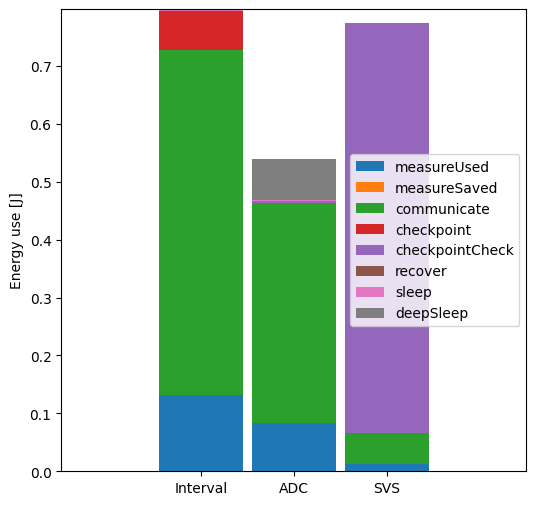 Energy use [J]
0.7
0.6
0.5
0.4
0.3
0.2
0.1
0.0
measureUsed
measureSaved
communicate
checkpoint
checkpointCheck
recover
sleep
deepSleep
Interval
ADC
SVS